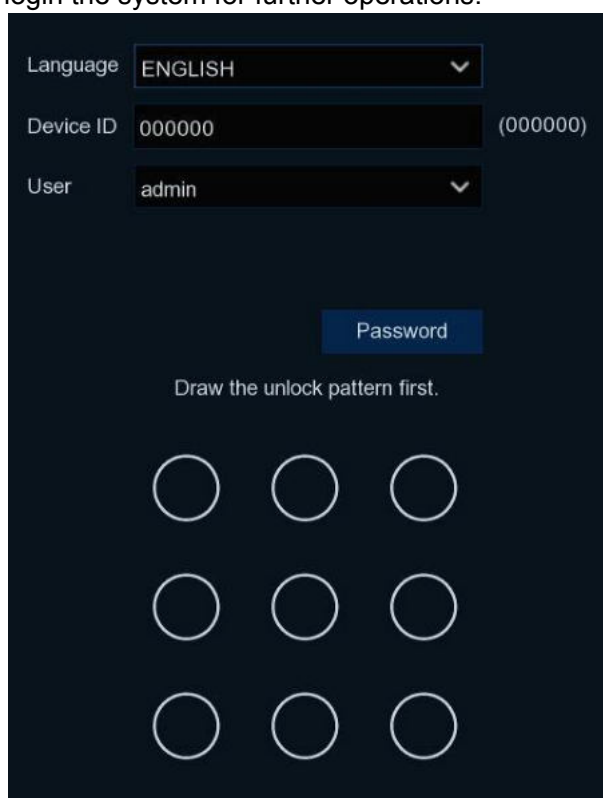 login the system for further operations.
Language ENGLISH
Device ID 000000 (000000)
User admin
Password
Draw the unlock pattern first.